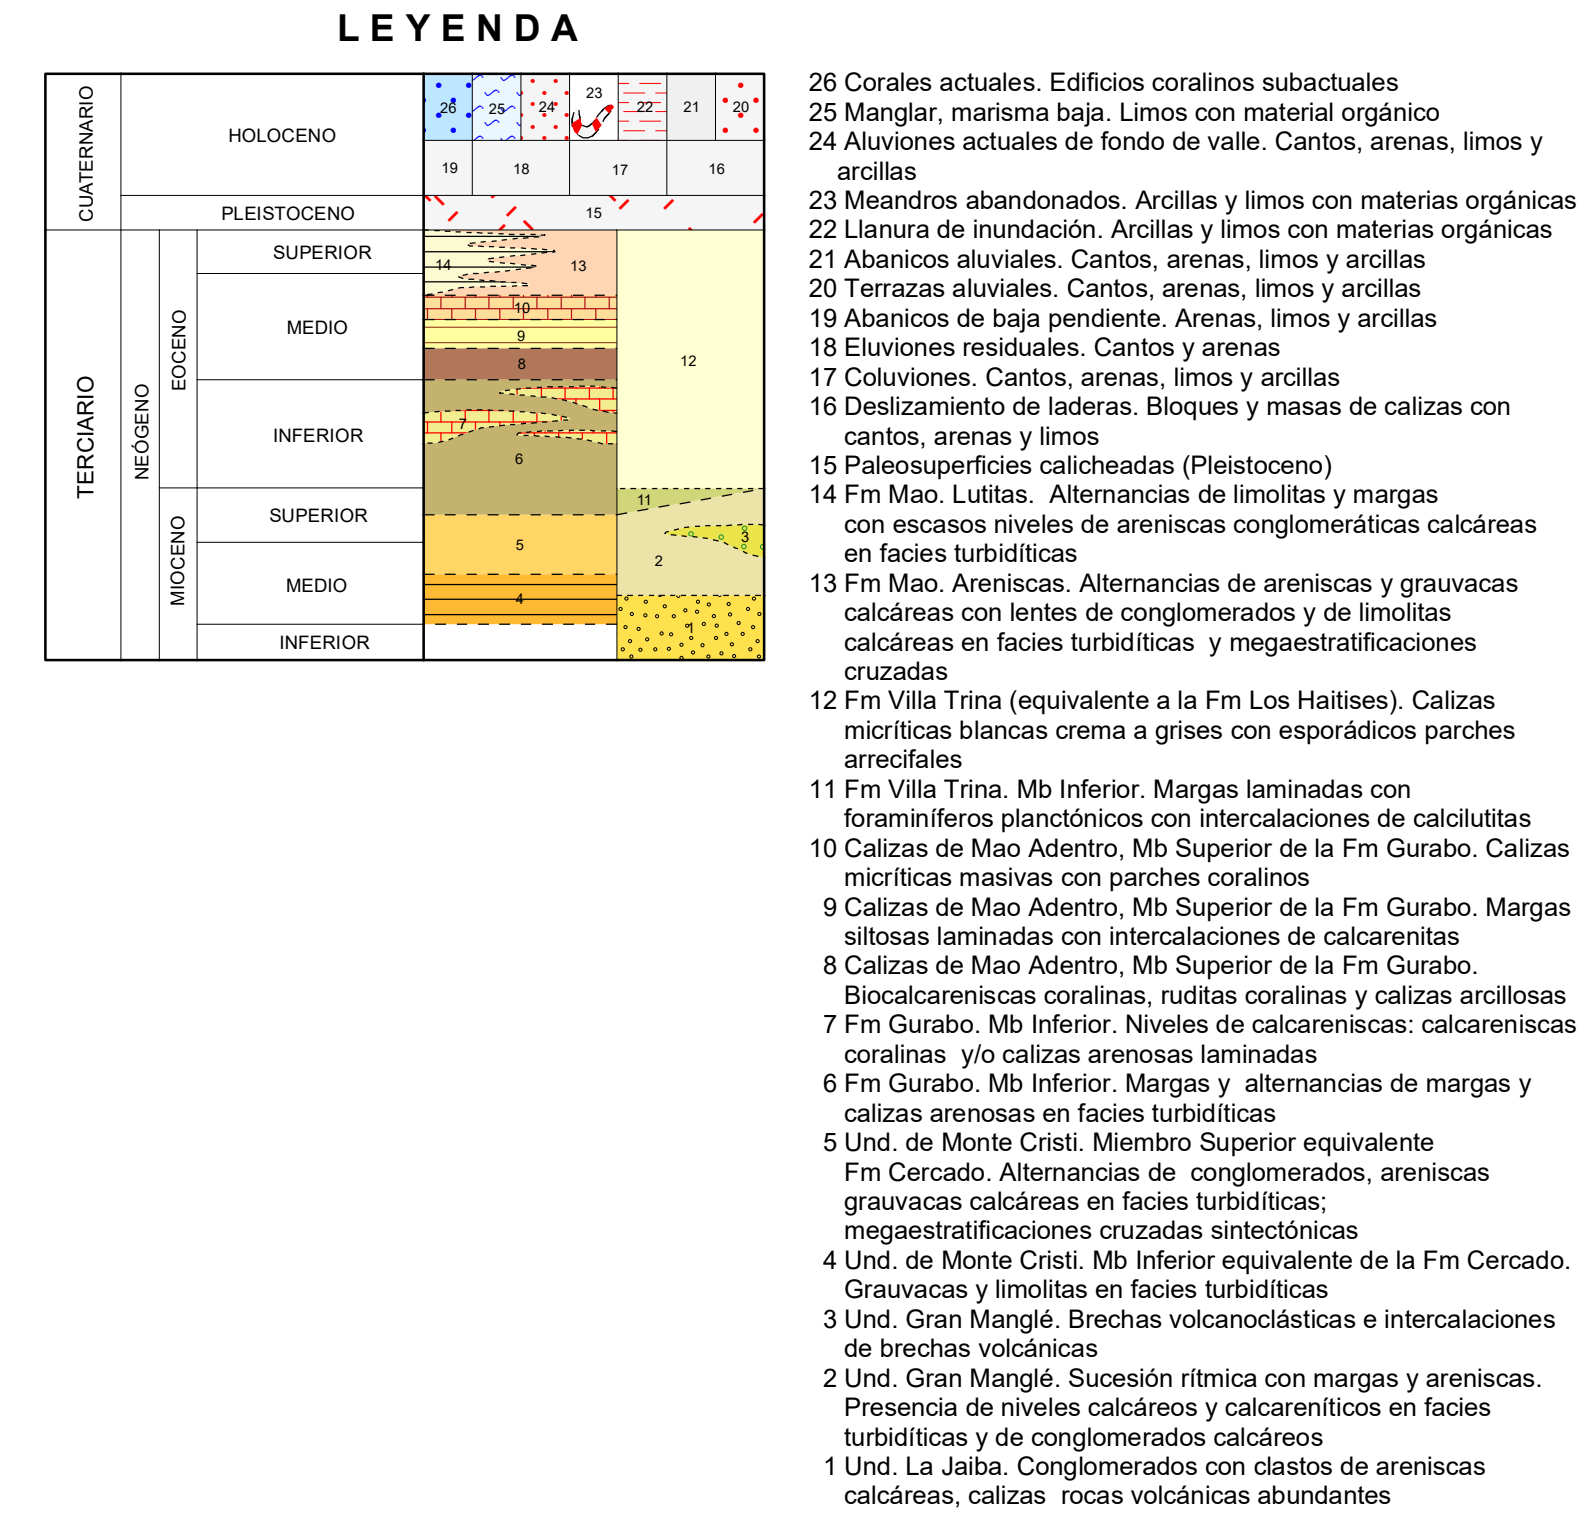 LEYENDA
CUATERNARIO
HOLOCENO
26
25
24
23
22
21
20
19
18
17
16
PLEISTOCENO
15
TERCIARIO
NEÓGENO
EOCENO
SUPERIOR
14
13
MEDIO
10
9
8
12
INFERIOR
7
6
MIOCENO
SUPERIOR
11
5
3
2
MEDIO
4
1
INFERIOR
26 Corales actuales. Edificios coralinos subactuales
25 Manglar, marisma baja. Limos con material orgánico
24 Aluviones actuales de fondo de valle. Cantos, arenas, limos y
arcillas
23 Meandros abandonados. Arcillas y limos con materias orgánicas
22 Llanura de inundación. Arcillas y limos con materias orgánicas
21 Abanicos aluviales. Cantos, arenas, limos y arcillas
20 Terrazas aluviales. Cantos, arenas, limos y arcillas
19 Abanicos de baja pendiente. Arenas, limos y arcillas
18 Eluviones residuales. Cantos y arenas
17 Coluviones. Cantos, arenas, limos y arcillas
16 Deslizamiento de laderas. Bloques y masas de calizas con
cantos, arenas y limos
15 Paleosuperficies calicheadas (Pleistoceno)
14 Fm Mao. Lutitas. Alternancias de limolitas y margas
con escasos niveles de areniscas conglomeráticas calcáreas
en facies turbidíticas
13 Fm Mao. Areniscas. Alternancias de areniscas y grauvacas
calcáreas con lentes de conglomerados y de limolitas
calcáreas en facies turbidíticas y megaestratificaciones
cruzadas
12 Fm Villa Trina (equivalente a la Fm Los Haitises). Calizas
micríticas blancas crema a grises con esporádicos parches
arrecifales
11 Fm Villa Trina. Mb Inferior. Margas laminadas con
foraminíferos planctónicos con intercalaciones de calcilutitas
10 Calizas de Mao Adentro, Mb Superior de la Fm Gurabo. Calizas
micríticas masivas con parches coralinos
9 Calizas de Mao Adentro, Mb Superior de la Fm Gurabo. Margas
siltosas laminadas con intercalaciones de calcarenitas
8 Calizas de Mao Adentro, Mb Superior de la Fm Gurabo.
Biocalcareniscas coralinas, ruditas coralinas y calizas arcillosas
7 Fm Gurabo. Mb Inferior. Niveles de calcareniscas: calcareniscas
coralinas y/o calizas arenosas laminadas
6 Fm Gurabo. Mb Inferior. Margas y alternancias de margas y
calizas arenosas en facies turbidíticas
5 Und. de Monte Cristi. Miembro Superior equivalente
Fm Cercado. Alternancias de conglomerados, areniscas
grauvacas calcáreas en facies turbidíticas;
megaestratificaciones cruzadas sintectónicas
4 Und. de Monte Cristi. Mb Inferior equivalente de la Fm Cercado.
Grauvacas y limolitas en facies turbidíticas
3 Und. Gran Manglé. Brechas volcanoclásticas e intercalaciones
de brechas volcánicas
2 Und. Gran Manglé. Sucesión rítmica con margas y areniscas.
Presencia de niveles calcáreos y calcareníticos en facies
turbidíticas y de conglomerados calcáreos
1 Und. La Jaiba. Conglomerados con clastos de areniscas
calcáreas, calizas rocas volcánicas abundantes